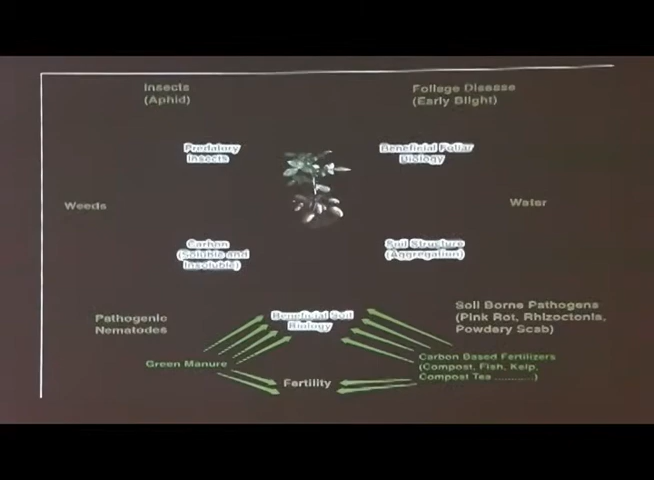 Insects
(Aphid)
Foliage Disease
(Early Blight)
Predatory
Insects
Beneficial Foliar
Biology
Weeds
Water
Carbon
(Soluble and
Insoluble)
Soil Structure
(Aggregation)
Pathogenic
Nematodes
Beneficial Soil
Biology
Soil Borne Pathogens
(Pink Rot, Rhizoctonia,
Powdery Scab)
Green Manure
Carbon Based Fertilizers
(Compost, Fish, Kelp,
Compost Tea ............)
Fertility